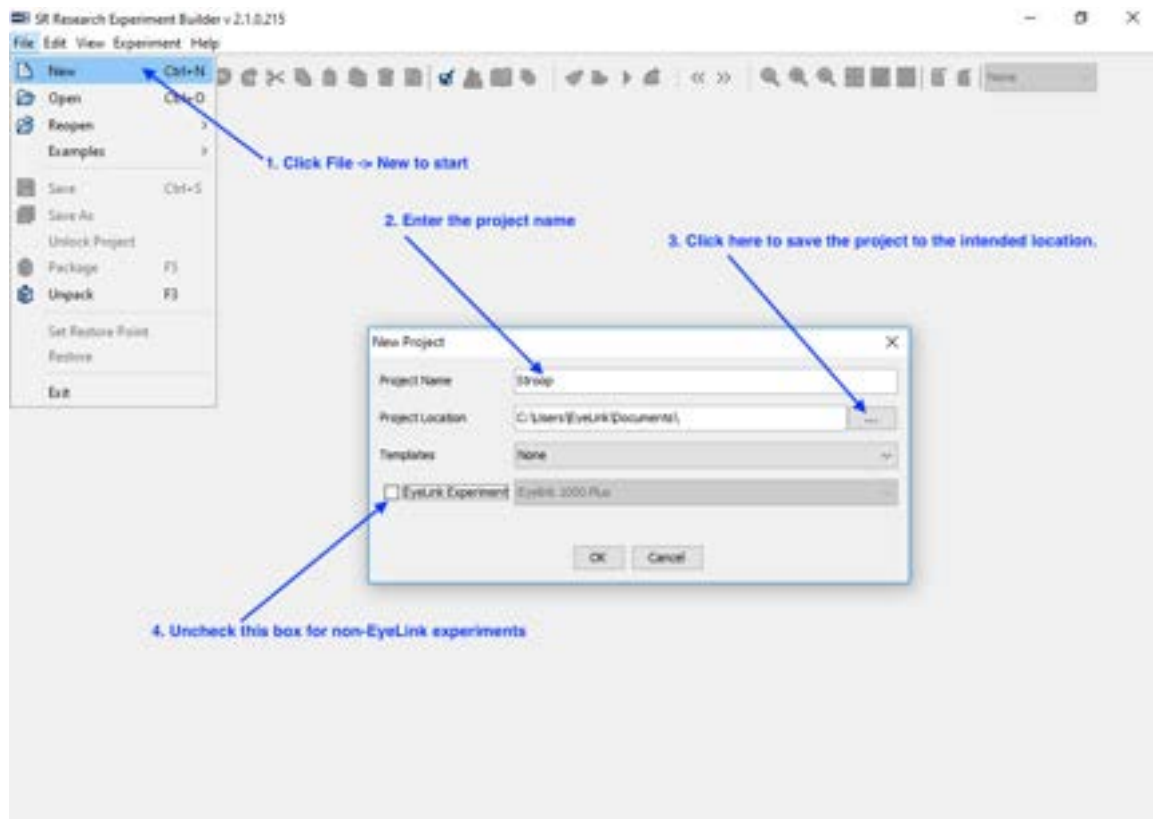 SR Research Experiment Builder v 2.1.0.215
File Edit View Experiment Help
New Ctrl+N
Open Ctrl+O
Reopen
Examples
Save Ctrl+S
Save As
Unlock Project
Package F5
Unpack F3
Set Restore Point
Restore
Exit
None
1. Click File -> New to start
2. Enter the project name
3. Click here to save the project to the intended location.
New Project
Project Name Stroop
Project Location C:\Users\EyeLink\Documents\,
Templates None
EyeLink Experiment Eyelink 1000 Plus
OK Cancel
4. Uncheck this box for non-EyeLink experiments